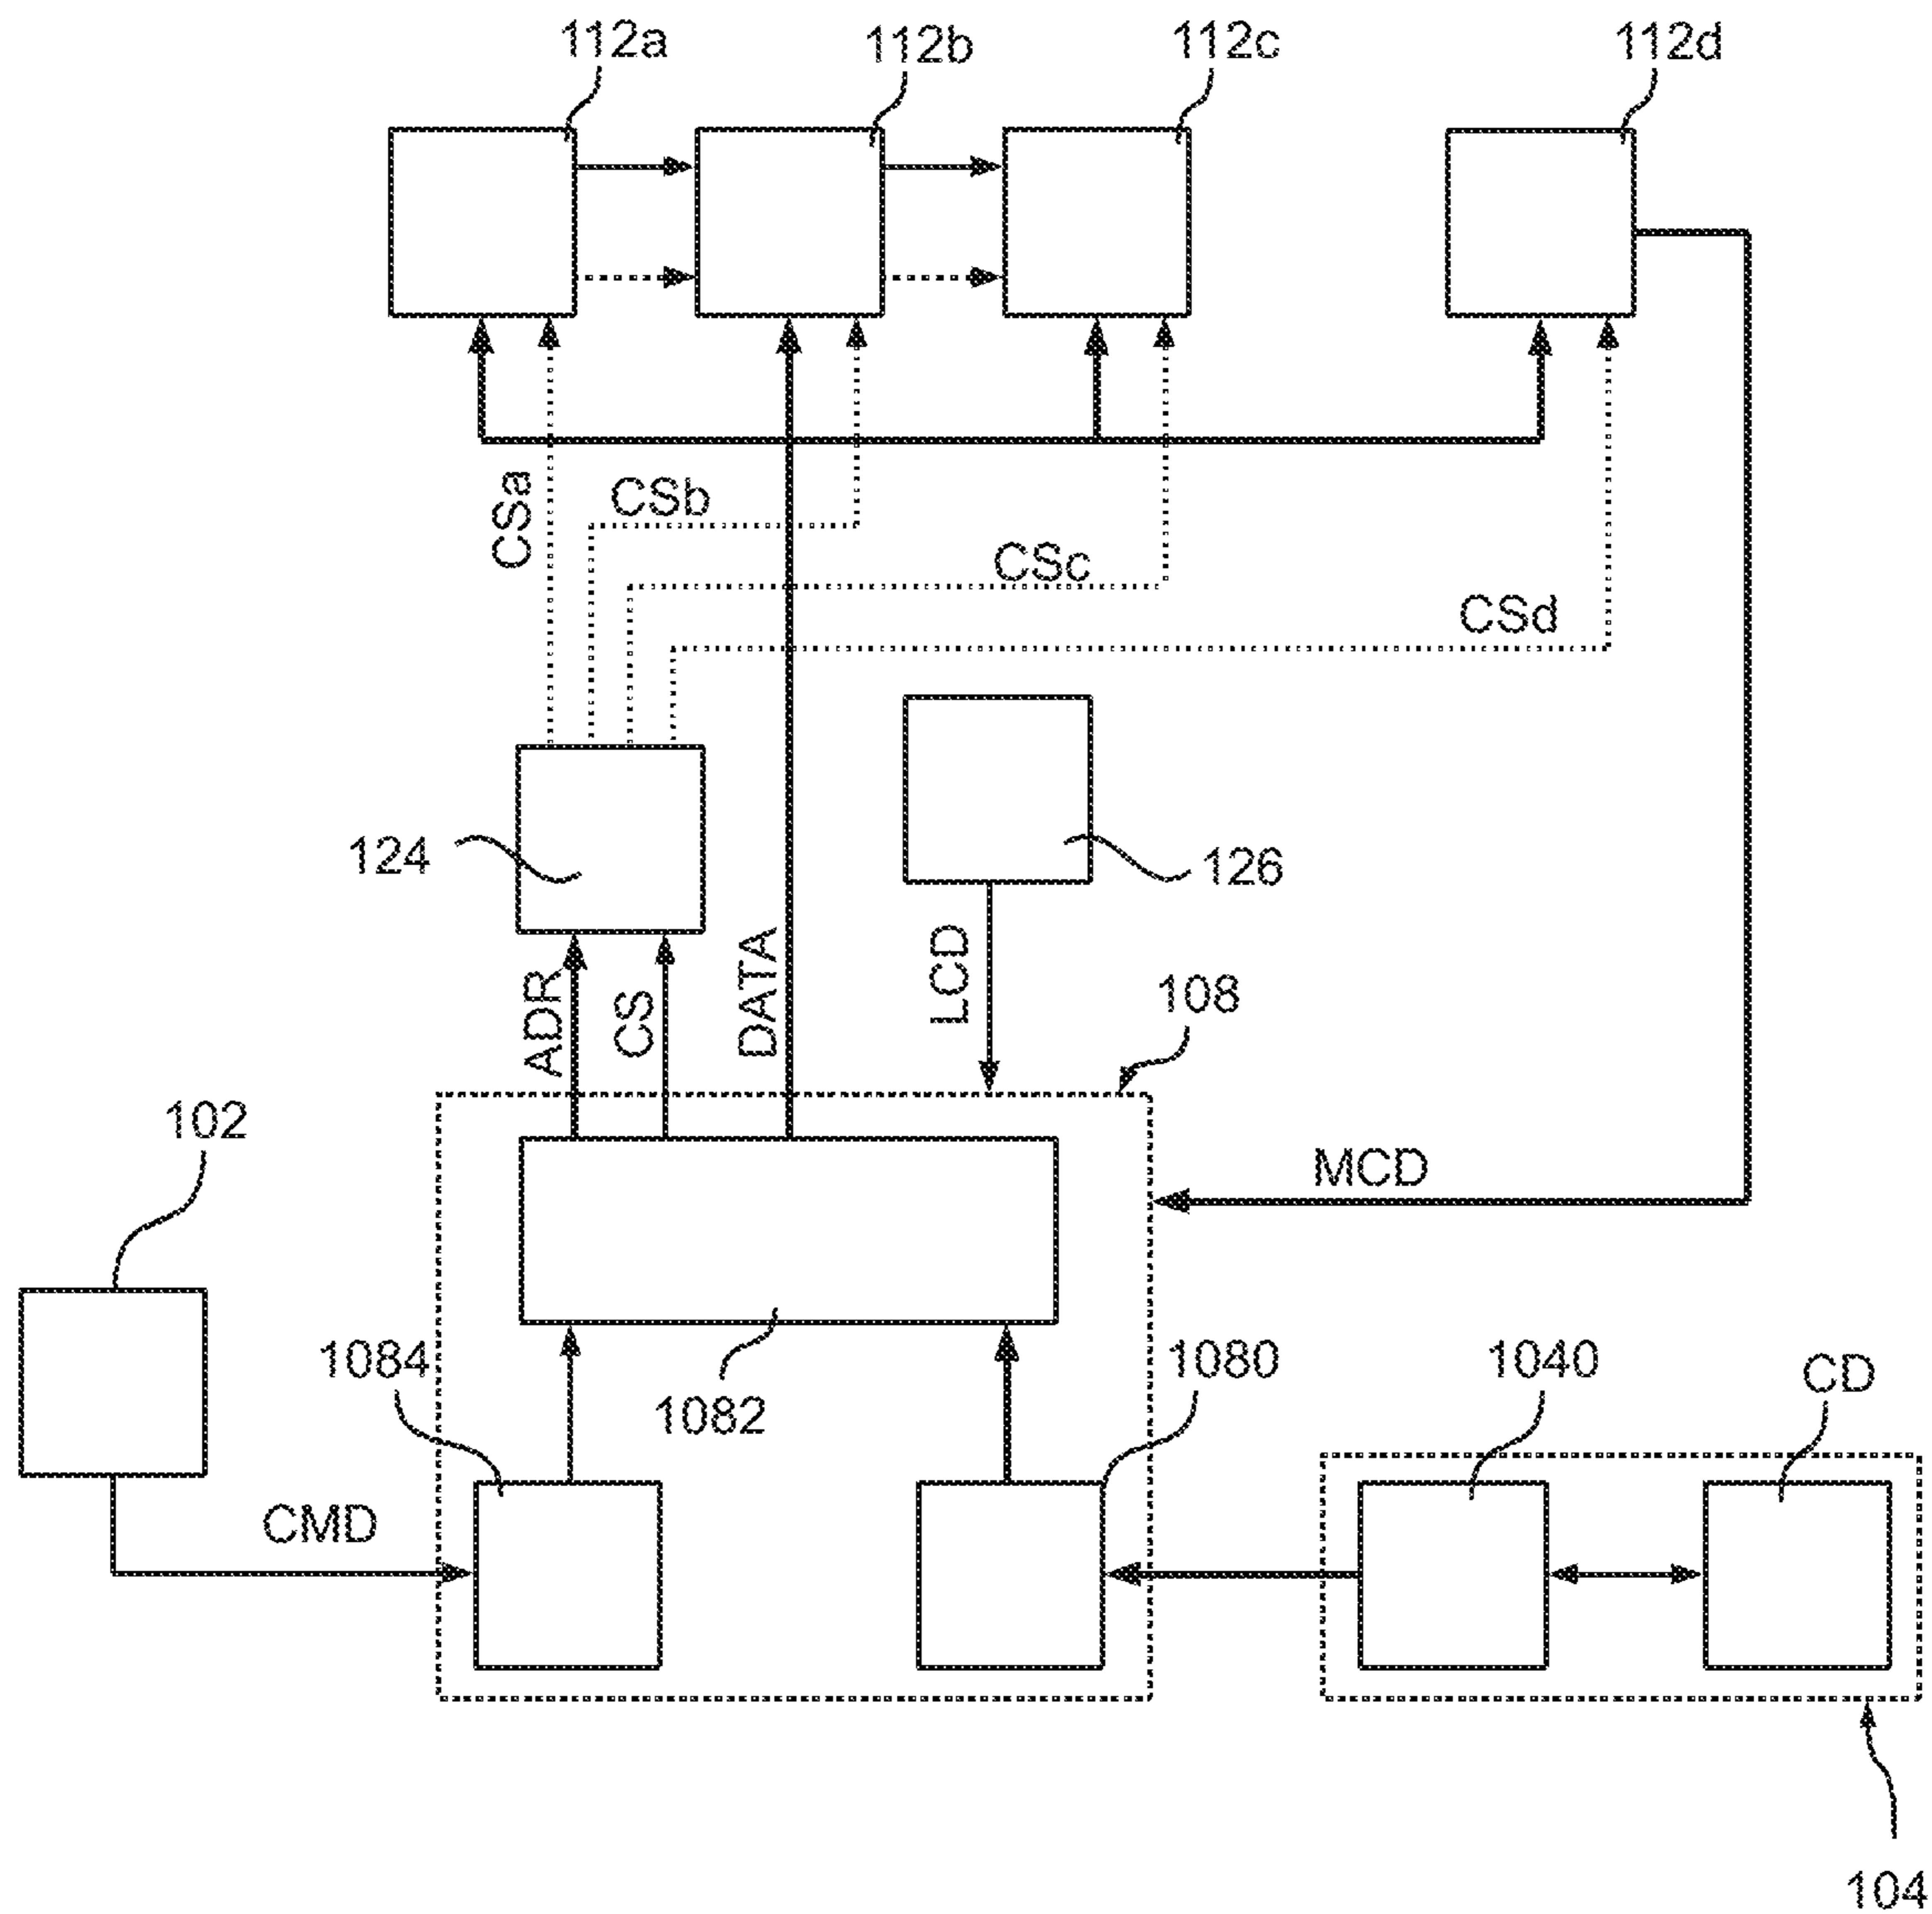 112a
112b
112c
112d
CSa
CSb
CSc
CSd
124
126
ADR
CS
DATA
LCD
108
102
MCD
1084
1082
1080
1040
CD
CMD
104